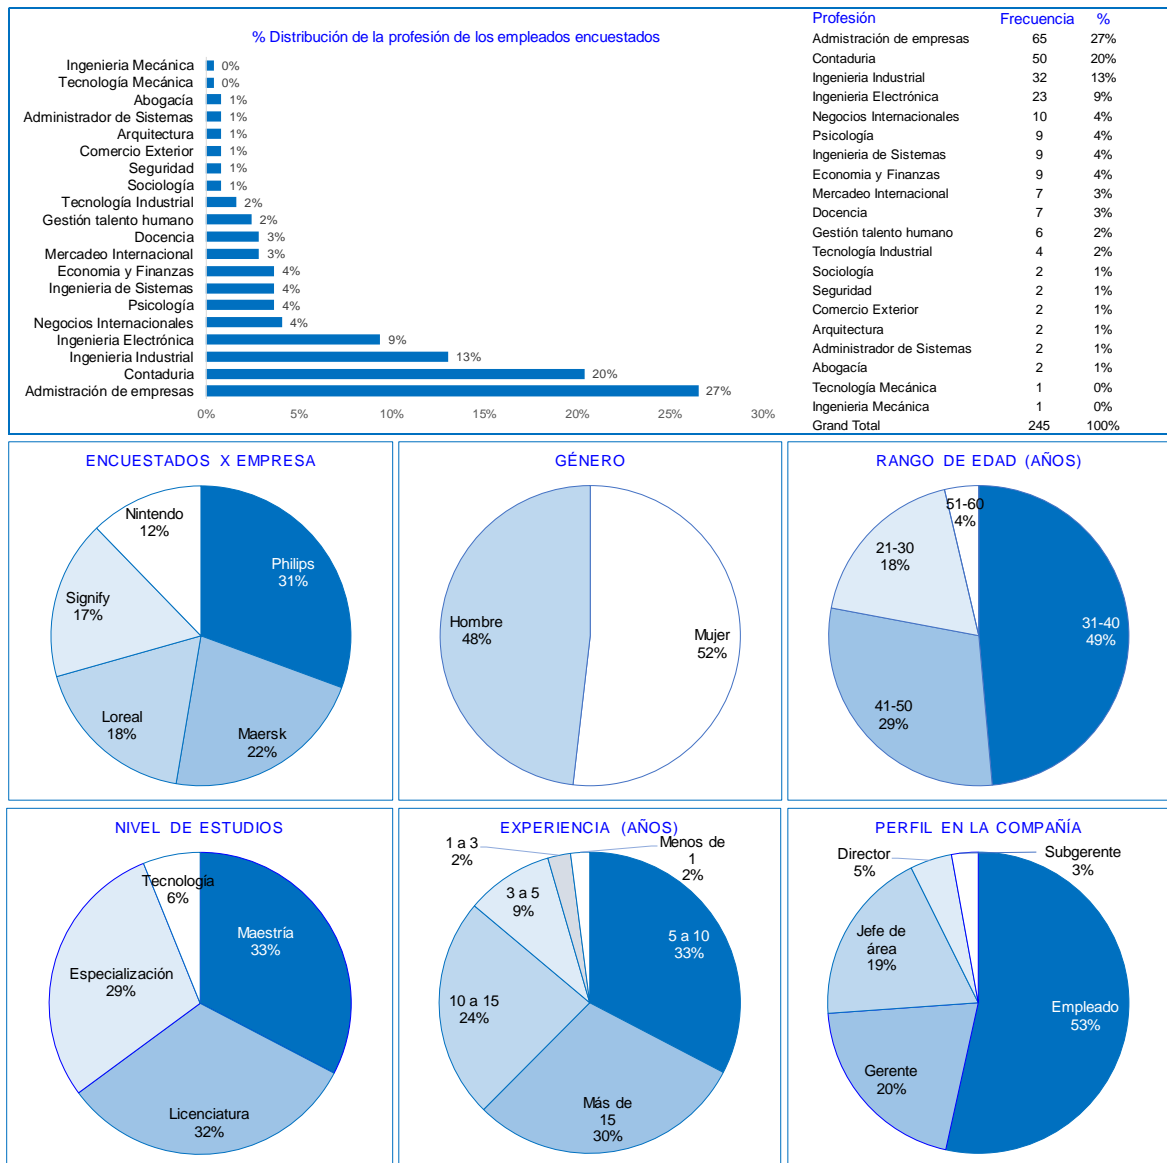 % Distribución de la profesión de los empleados encuestados
Ingenieria Mecánica 0%
Tecnología Mecánica 0%
Abogacía 1%
Administrador de Sistemas 1%
Arquitectura 1%
Comercio Exterior 1%
Seguridad 1%
Sociología 1%
Tecnología Industrial 2%
Gestión talento humano 2%
Docencia 3%
Mercadeo Internacional 3%
Economia y Finanzas 4%
Ingenieria de Sistemas 4%
Psicología 4%
Negocios Internacionales 4%
Ingenieria Electrónica 9%
Ingenieria Industrial 13%
Contaduria 20%
Admistración de empresas 27%
0% 5% 10% 15% 20% 25% 30%
Profesión Frecuencia %
Admistración de empresas 65 27%
Contaduria 50 20%
Ingenieria Industrial 32 13%
Ingenieria Electrónica 23 9%
Negocios Internacionales 10 4%
Psicología 9 4%
Ingenieria de Sistemas 9 4%
Economia y Finanzas 9 4%
Mercadeo Internacional 7 3%
Docencia 7 3%
Gestión talento humano 6 2%
Tecnología Industrial 4 2%
Sociología 2 1%
Seguridad 2 1%
Comercio Exterior 2 1%
Arquitectura 2 1%
Administrador de Sistemas 2 1%
Abogacía 2 1%
Tecnología Mecánica 1 0%
Ingenieria Mecánica 1 0%
Grand Total 245 100%
ENCUESTADOS X EMPRESA
Nintendo
12%
Philips
31%
Signify
17%
Loreal
18%
Maersk
22%
GÉNERO
Hombre
48%
Mujer
52%
RANGO DE EDAD (AÑOS)
51-60
4%
21-30
18%
31-40
49%
41-50
29%
NIVEL DE ESTUDIOS
Tecnología
6%
Maestría
33%
Especialización
29%
Licenciatura
32%
EXPERIENCIA (AÑOS)
1 a 3
2%
Menos de
1
2%
3 a 5
9%
5 a 10
33%
10 a 15
24%
Más de
15
30%
PERFIL EN LA COMPAÑÍA
Director
5%
Subgerente
3%
Jefe de
área
19%
Empleado
53%
Gerente
20%